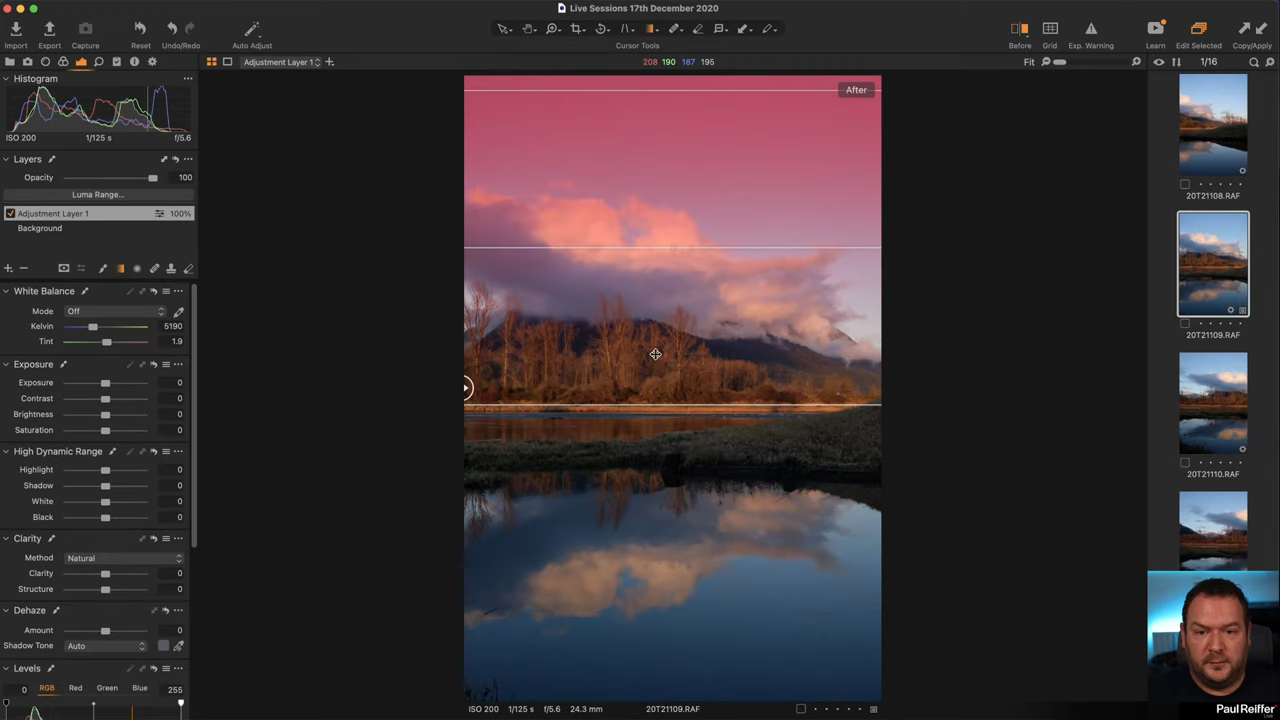 Live Sessions 17th December 2020
Import
Export
Capture
Reset
Undo/Redo
Auto Adjust
Cursor Tools
Before
Grid
Exp. Warning
Learn
Edit Selected
Copy/Apply
Adjustment Layer 1
208 190 187 195
Fit
1/16
Histogram
ISO 200 1/125 s f/5.6
Layers
Opacity 100
Luma Range...
Adjustment Layer 1 100%
Background
White Balance
Mode Off
Kelvin 5190
Tint 1.9
Exposure
Exposure 0
Contrast 0
Brightness 0
Saturation 0
High Dynamic Range
Highlight 0
Shadow 0
White 0
Black 0
Clarity
Method Natural
Clarity 0
Structure 0
Dehaze
Amount 0
Shadow Tone Auto
Levels
0 RGB Red Green Blue 255
After
ISO 200 1/125 s f/5.6 24.3 mm 20T21109.RAF
20T21108.RAF
20T21109.RAF
20T21110.RAF
Paul Reiffer
Live